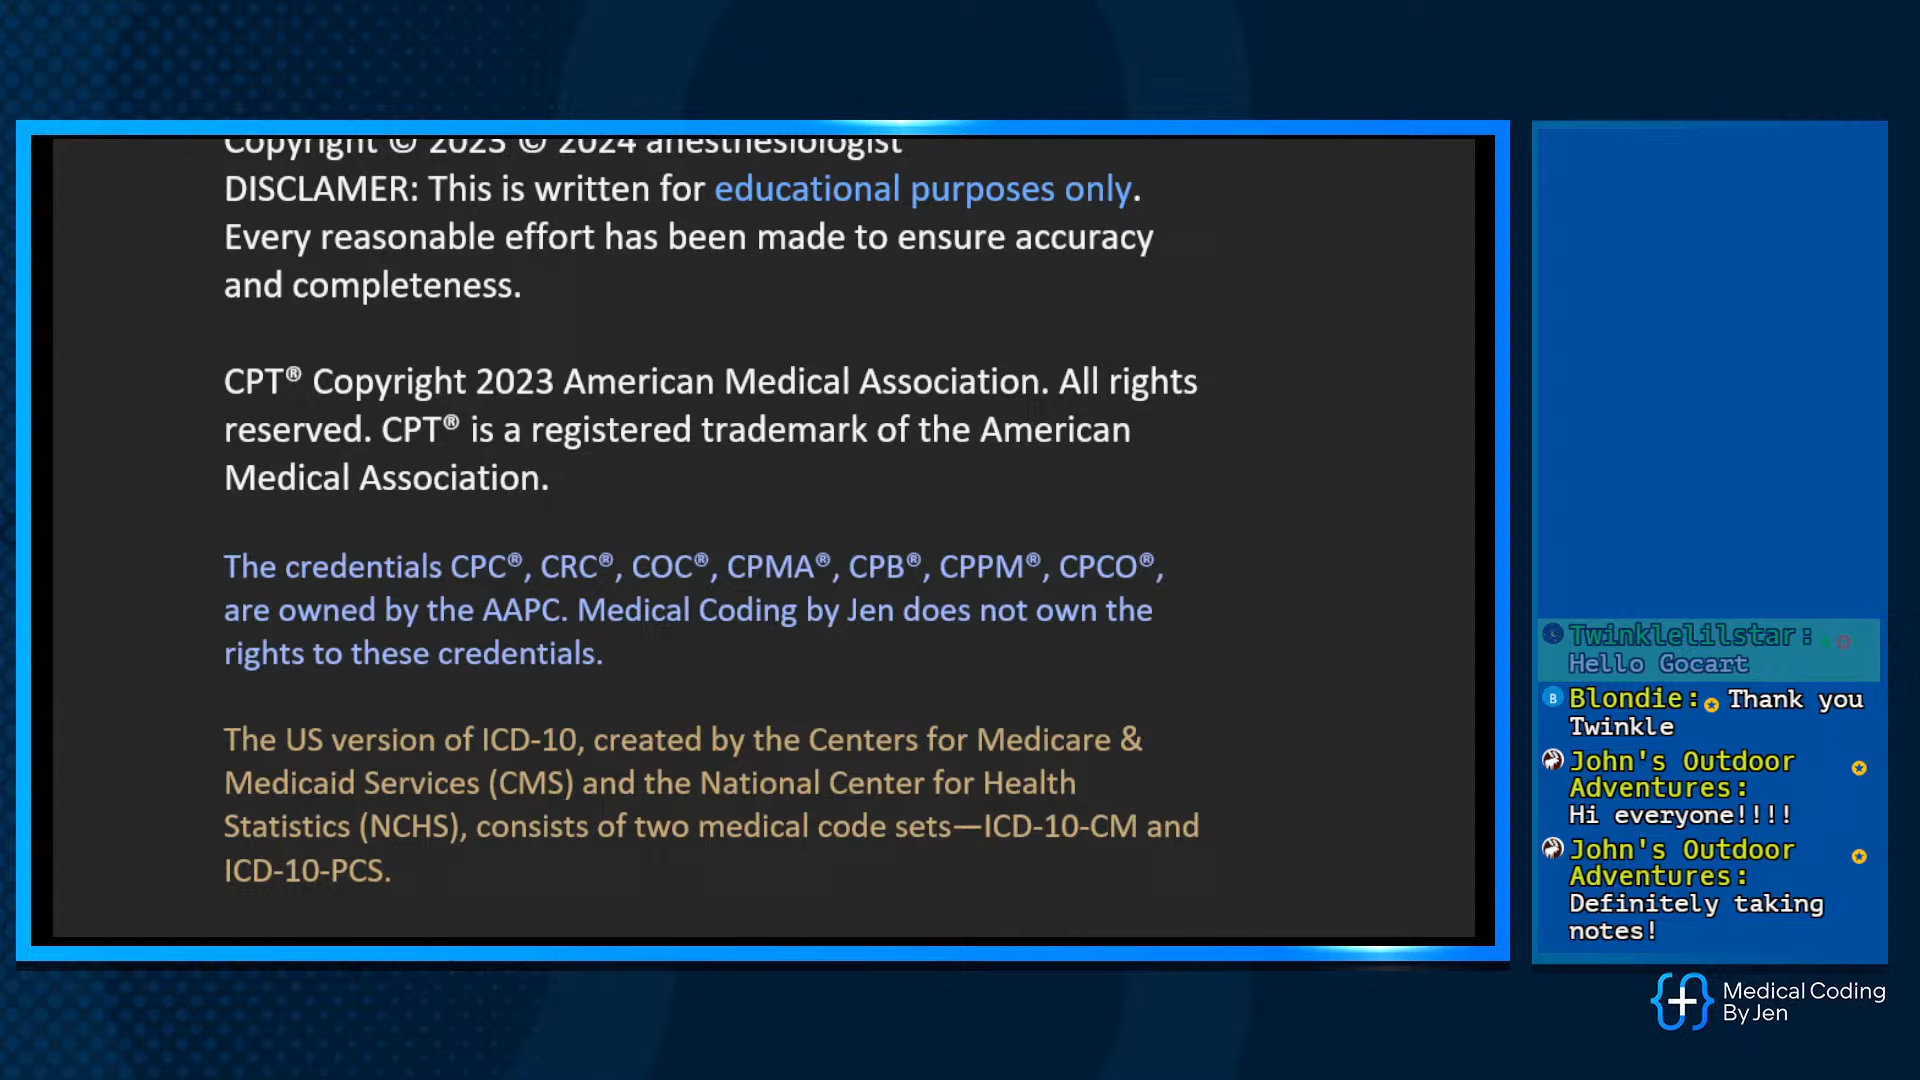 Copyright © 2023 © 2024 anesthesiologist
DISCLAMER: This is written for educational purposes only.
Every reasonable effort has been made to ensure accuracy
and completeness.
CPT® Copyright 2023 American Medical Association. All rights
reserved. CPT® is a registered trademark of the American
Medical Association.
The credentials CPC®, CRC®, COC®, CPMA®, CPB®, CPPM®, CPCO®,
are owned by the AAPC. Medical Coding by Jen does not own the
rights to these credentials.
The US version of ICD-10, created by the Centers for Medicare &
Medicaid Services (CMS) and the National Center for Health
Statistics (NCHS), consists of two medical code sets—ICD-10-CM and
ICD-10-PCS.
Twinklelilstar:
Hello Gocart
B Blondie: Thank you
Twinkle
John's Outdoor
Adventures:
Hi everyone!!!!
John's Outdoor
Adventures:
Definitely taking
notes!
Medical Coding
By Jen